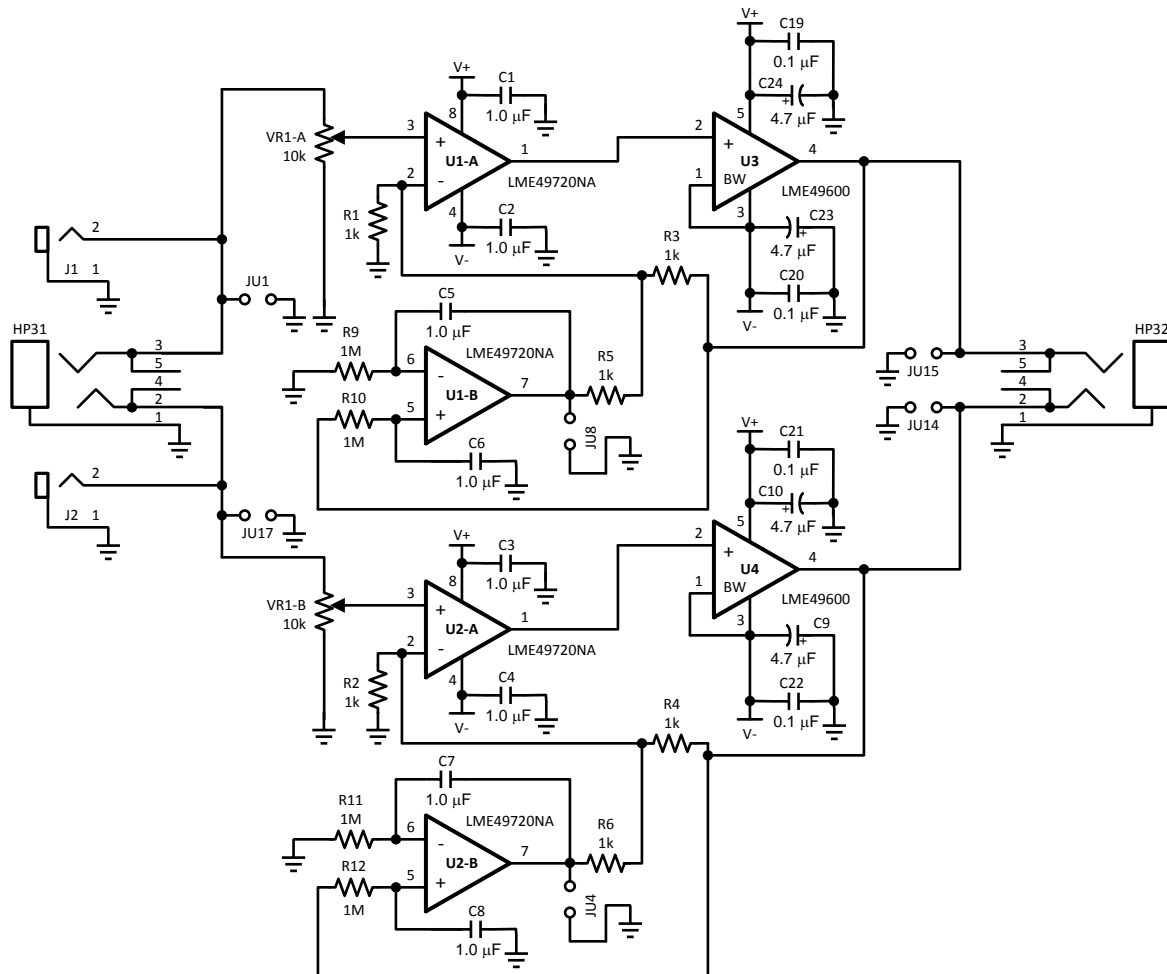 V+
C19
0.1 µF
V+
C1
1.0 µF
C24
4.7 µF
8
5
VR1-A
10k
3
+
U1-A
1
2
+
U3
4
2
-
LME49720NA
1
BW
LME49600
R1
1k
4
C2
1.0 µF
V-
3
C23
4.7 µF
+
+
2
J1
1
R3
1k
C20
0.1 µF
V-
JU1
C5
1.0 µF
HP31
3
5
4
2
1
R9
1M
6
-
LME49720NA
U1-B
7
R5
1k
R10
1M
5
+
C6
1.0 µF
JU8
JU15
JU14
3
5
4
2
1
HP32
V+
C21
0.1 µF
C10
4.7 µF
+
5
2
J2
1
JU17
V+
C3
1.0 µF
8
VR1-B
10k
3
+
U2-A
1
2
+
U4
4
2
-
LME49720NA
1
BW
LME49600
R2
1k
4
C4
1.0 µF
V-
3
C9
4.7 µF
+
R4
1k
C22
0.1 µF
V-
C7
1.0 µF
R11
1M
6
-
LME49720NA
U2-B
7
R6
1k
R12
1M
5
+
C8
1.0 µF
JU4